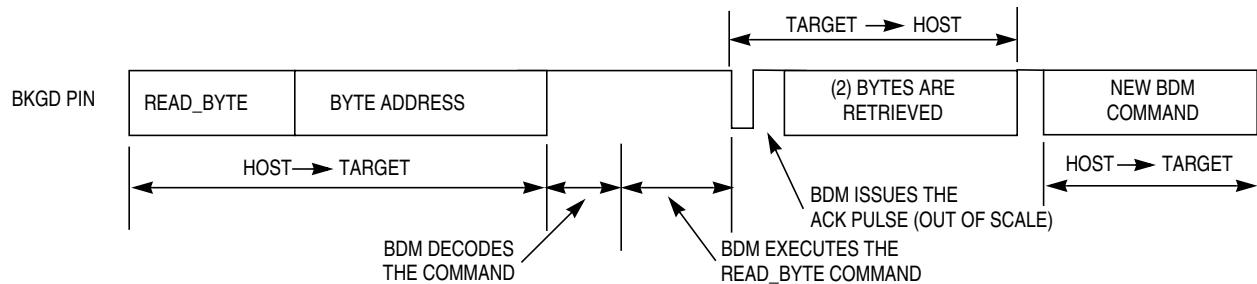 TARGET → HOST
BKGD PIN
READ_BYTE
BYTE ADDRESS
(2) BYTES ARE
RETRIEVED
NEW BDM
COMMAND
HOST → TARGET
HOST → TARGET
BDM ISSUES THE
ACK PULSE (OUT OF SCALE)
BDM DECODES
THE COMMAND
BDM EXECUTES THE
READ_BYTE COMMAND